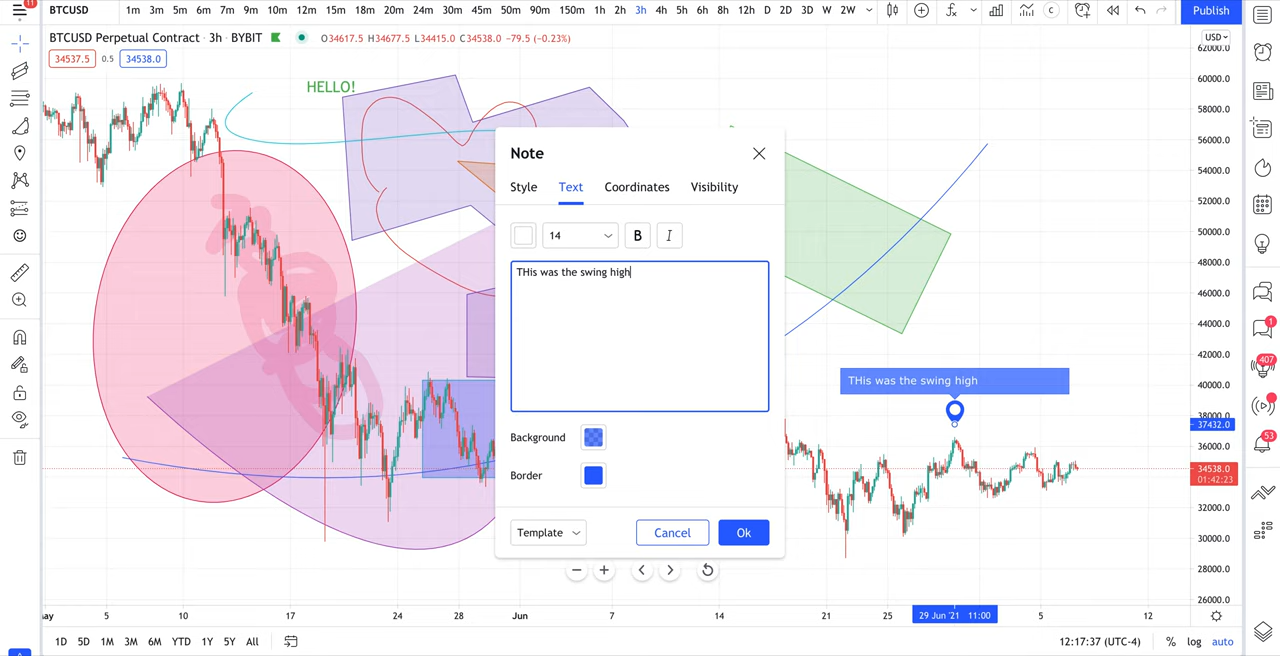 11
BTCUSD 1m 3m 5m 6m 7m 9m 10m 12m 15m 18m 20m 24m 30m 45m 50m 90m 150m 1h 2h 3h 4h 5h 6h 8h 12h D 2D 3D W 2W Publish
BTCUSD Perpetual Contract · 3h · BYBIT O34617.5 H34677.5 L34415.0 C34538.0 −79.5 (−0.23%)
USD
34537.5 0.5 34538.0
62000.0
60000.0
58000.0
56000.0
54000.0
52000.0
50000.0
48000.0
46000.0
44000.0
42000.0
40000.0
38000.0
37432.0
36000.0
34538.0
01:42:23
32000.0
30000.0
28000.0
26000.0
HELLO!
Note
Style Text Coordinates Visibility
14 B I
THis was the swing high
Background
Border
Template Cancel Ok
THis was the swing high
1
407
53
5 10 17 24 28 Jun 7 14 21 25 29 Jun '21 11:00 5 12
1D 5D 1M 3M 6M YTD 1Y 5Y All 12:17:37 (UTC-4) % log auto